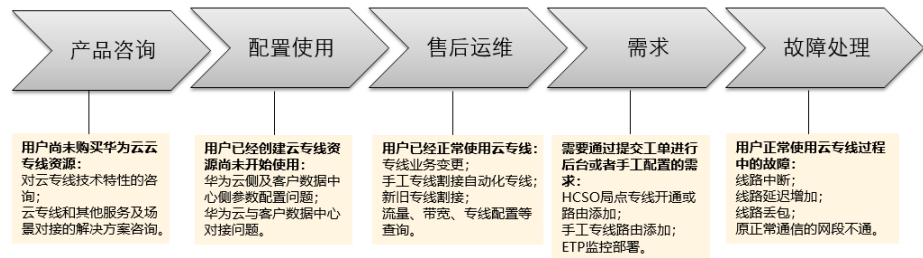 产品咨询
配置使用
售后运维
需求
故障处理
用户尚未购买华为云云
专线资源：
对云专线技术特性的咨
询；
云专线和其他服务及场
景对接的解决方案咨询。
用户已经创建云专线资
源尚未开始使用：
华为云侧及客户数据中
心侧参数配置问题；
华为云与客户数据中心
对接问题。
用户已经正常使用云专线：
专线业务变更；
手工专线割接自动化专线；
新旧专线割接；
流量、带宽、专线配置等
查询。
需要通过提交工单进行
后台或者手工配置的需
求：
HCSO局点专线开通或
路由添加；
手工专线路由添加；
ETP监控部署。
用户正常使用云专线过程
中的故障：
线路中断；
线路延迟增加；
线路丢包；
原正常通信的网段不通。